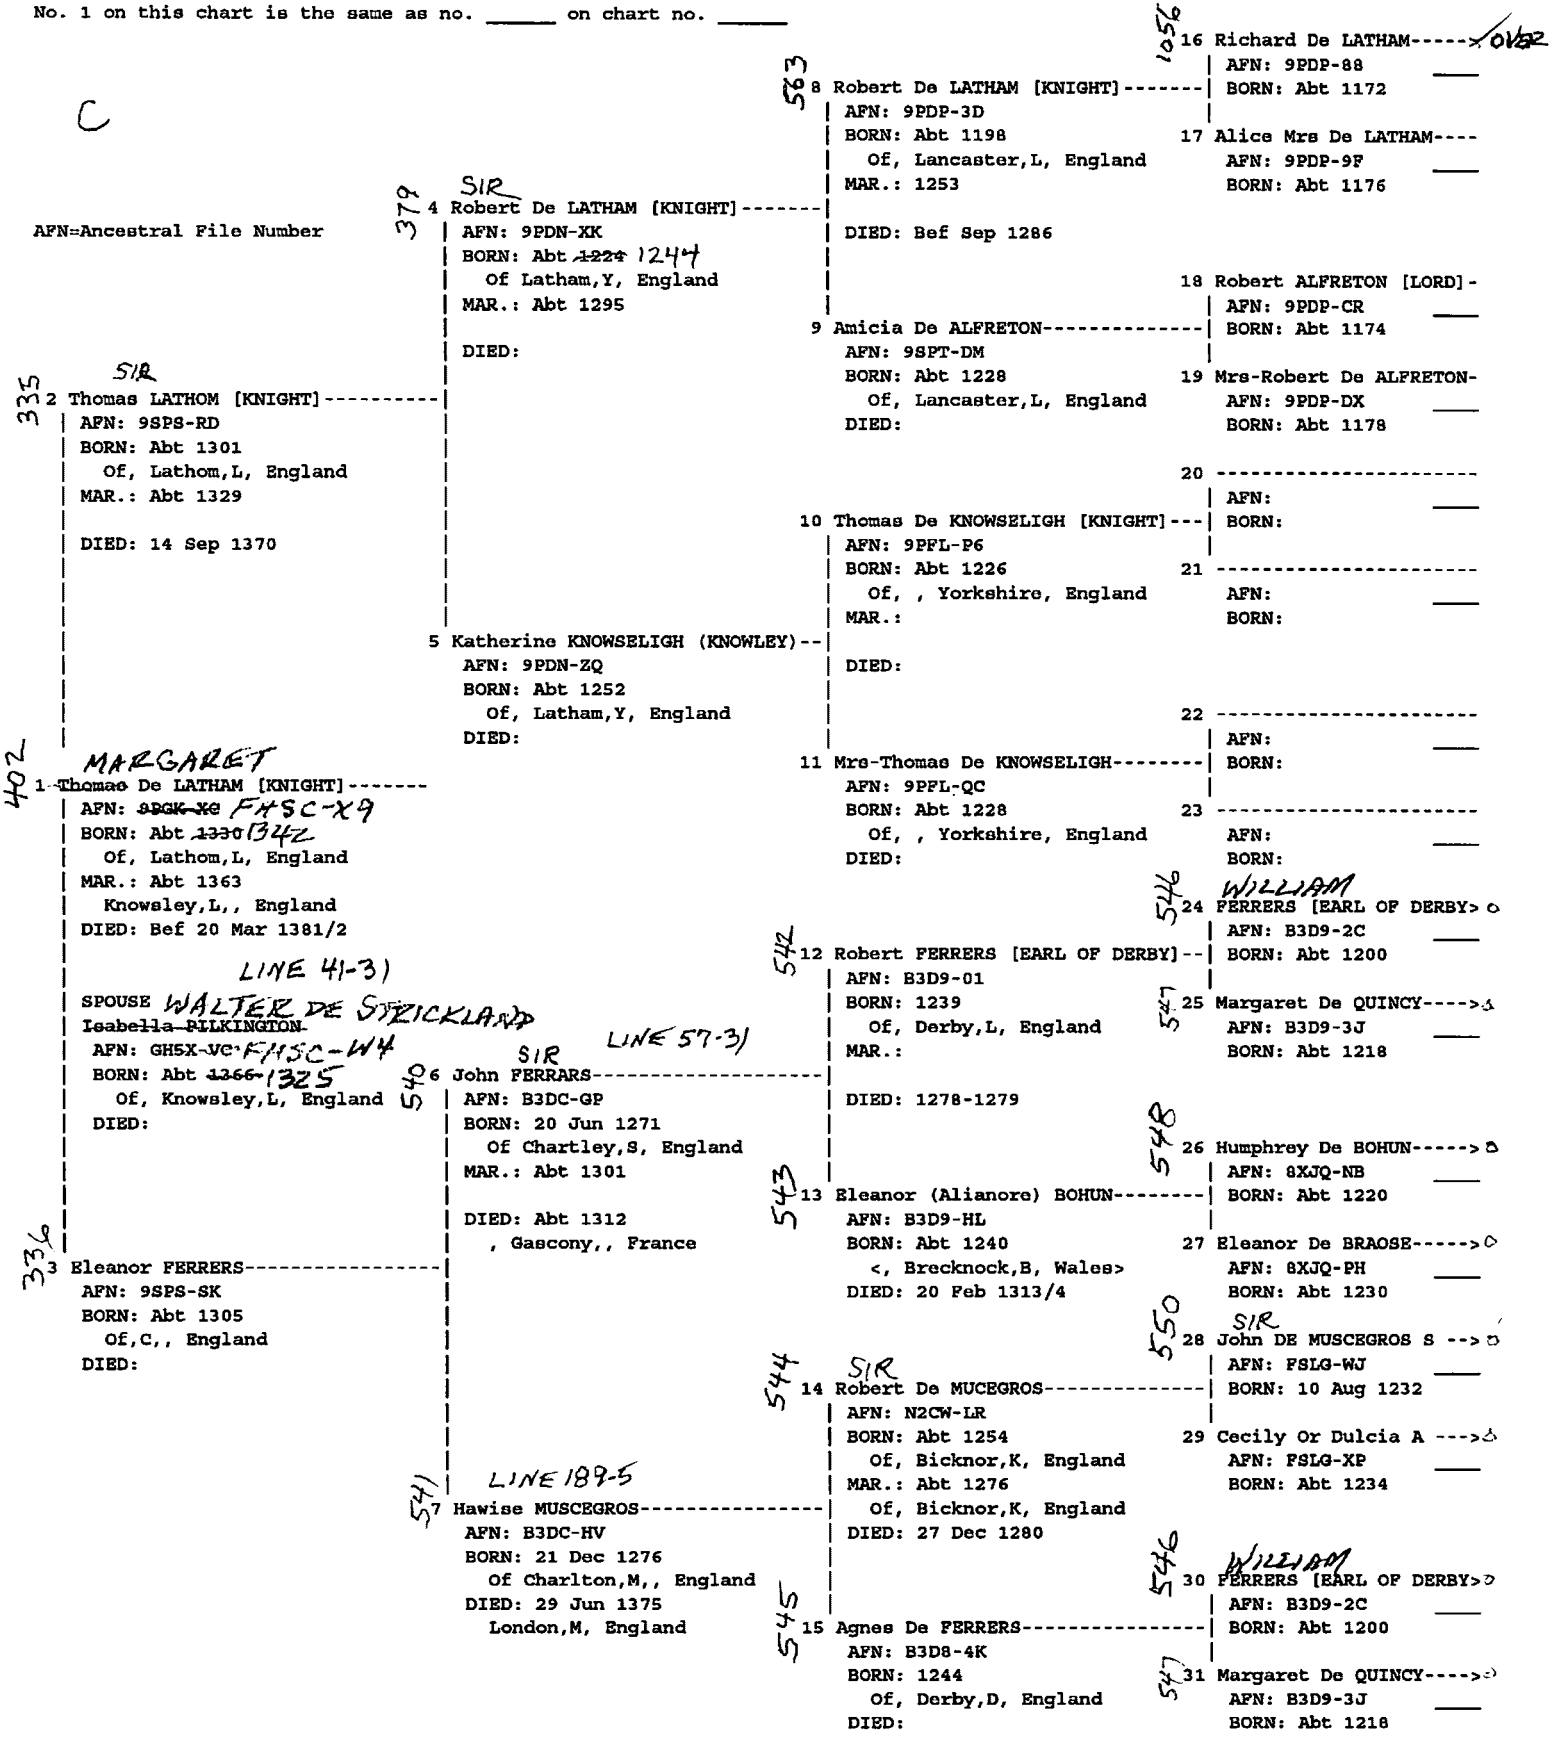 No. 1 on this chart is the same as no. ______ on chart no. ______
C
AFN=Ancestral File Number
335
SIR
2 Thomas LATHOM [KNIGHT]----------
AFN: 9SPS-RD
BORN: Abt 1301
Of, Lathom,L, England
MAR.: Abt 1329
DIED: 14 Sep 1370
402
MARGARET
1 Thomas De LATHAM [KNIGHT]-------
AFN: 9PGK-XC FHSC-X9
BORN: Abt 1330 1342
Of, Lathom,L, England
MAR.: Abt 1363
Knowsley,L,, England
DIED: Bef 20 Mar 1381/2
LINE 41-31
SPOUSE WALTER DE STRICKLAND
Isabella PILKINGTON
AFN: GH5X-VC FHSC-W4
BORN: Abt 1366 1325
Of, Knowsley,L, England
DIED:
336
3 Eleanor FERRERS-----------------
AFN: 9SPS-SK
BORN: Abt 1305
Of,C,, England
DIED:
379
SIR
4 Robert De LATHAM [KNIGHT]-------
AFN: 9PDN-XK
BORN: Abt 1224 1244
Of Latham,Y, England
MAR.: Abt 1295
DIED:
5 Katherine KNOWSELIGH (KNOWLEY)--
AFN: 9PDN-ZQ
BORN: Abt 1252
Of, Latham,Y, England
DIED:
LINE 57-31
540
SIR
6 John FERRARS--------------------
AFN: B3DC-GP
BORN: 20 Jun 1271
Of Chartley,S, England
MAR.: Abt 1301
DIED: Abt 1312
, Gascony,, France
541
LINE 189-5
7 Hawise MUSCEGROS----------------
AFN: B3DC-HV
BORN: 21 Dec 1276
Of Charlton,M,, England
DIED: 29 Jun 1375
London,M, England
563
8 Robert De LATHAM [KNIGHT]-------
AFN: 9PDP-3D
BORN: Abt 1198
Of, Lancaster,L, England
MAR.: 1253
DIED: Bef Sep 1286
9 Amicia De ALFRETON--------------
AFN: 9SPT-DM
BORN: Abt 1228
Of, Lancaster,L, England
DIED:
10 Thomas De KNOWSELIGH [KNIGHT]---
AFN: 9PFL-P6
BORN: Abt 1226
Of, , Yorkshire, England
MAR.:
DIED:
11 Mrs-Thomas De KNOWSELIGH--------
AFN: 9PFL-QC
BORN: Abt 1228
Of, , Yorkshire, England
DIED:
542
12 Robert FERRERS [EARL OF DERBY]--
AFN: B3D9-01
BORN: 1239
Of, Derby,L, England
MAR.:
DIED: 1278-1279
543
13 Eleanor (Alianore) BOHUN--------
AFN: B3D9-HL
BORN: Abt 1240
<, Brecknock,B, Wales>
DIED: 20 Feb 1313/4
544
SIR
14 Robert De MUCEGROS--------------
AFN: N2CW-LR
BORN: Abt 1254
Of, Bicknor,K, England
MAR.: Abt 1276
Of, Bicknor,K, England
DIED: 27 Dec 1280
545
15 Agnes De FERRERS----------------
AFN: B3D8-4K
BORN: 1244
Of, Derby,D, England
DIED:
1056
16 Richard De LATHAM-----> OVER
AFN: 9PDP-88
BORN: Abt 1172
17 Alice Mrs De LATHAM----
AFN: 9PDP-9F
BORN: Abt 1176
18 Robert ALFRETON [LORD]-
AFN: 9PDP-CR
BORN: Abt 1174
19 Mrs-Robert De ALFRETON-
AFN: 9PDP-DX
BORN: Abt 1178
20 ----------------------
AFN:
BORN:
21 ----------------------
AFN:
BORN:
22 ----------------------
AFN:
BORN:
23 ----------------------
AFN:
BORN:
546
WILLIAM
24 FERRERS [EARL OF DERBY> O
AFN: B3D9-2C
BORN: Abt 1200
547
25 Margaret De QUINCY---->
AFN: B3D9-3J
BORN: Abt 1218
548
26 Humphrey De BOHUN-----> O
AFN: 8XJQ-NB
BORN: Abt 1220
27 Eleanor De BRAOSE-----> O
AFN: 8XJQ-PH
BORN: Abt 1230
550
SIR
28 John DE MUSCEGROS S --> O
AFN: FSLG-WJ
BORN: 10 Aug 1232
29 Cecily Or Dulcia A --->
AFN: FSLG-XP
BORN: Abt 1234
546
WILLIAM
30 FERRERS [EARL OF DERBY> O
AFN: B3D9-2C
BORN: Abt 1200
547
31 Margaret De QUINCY---->
AFN: B3D9-3J
BORN: Abt 1218